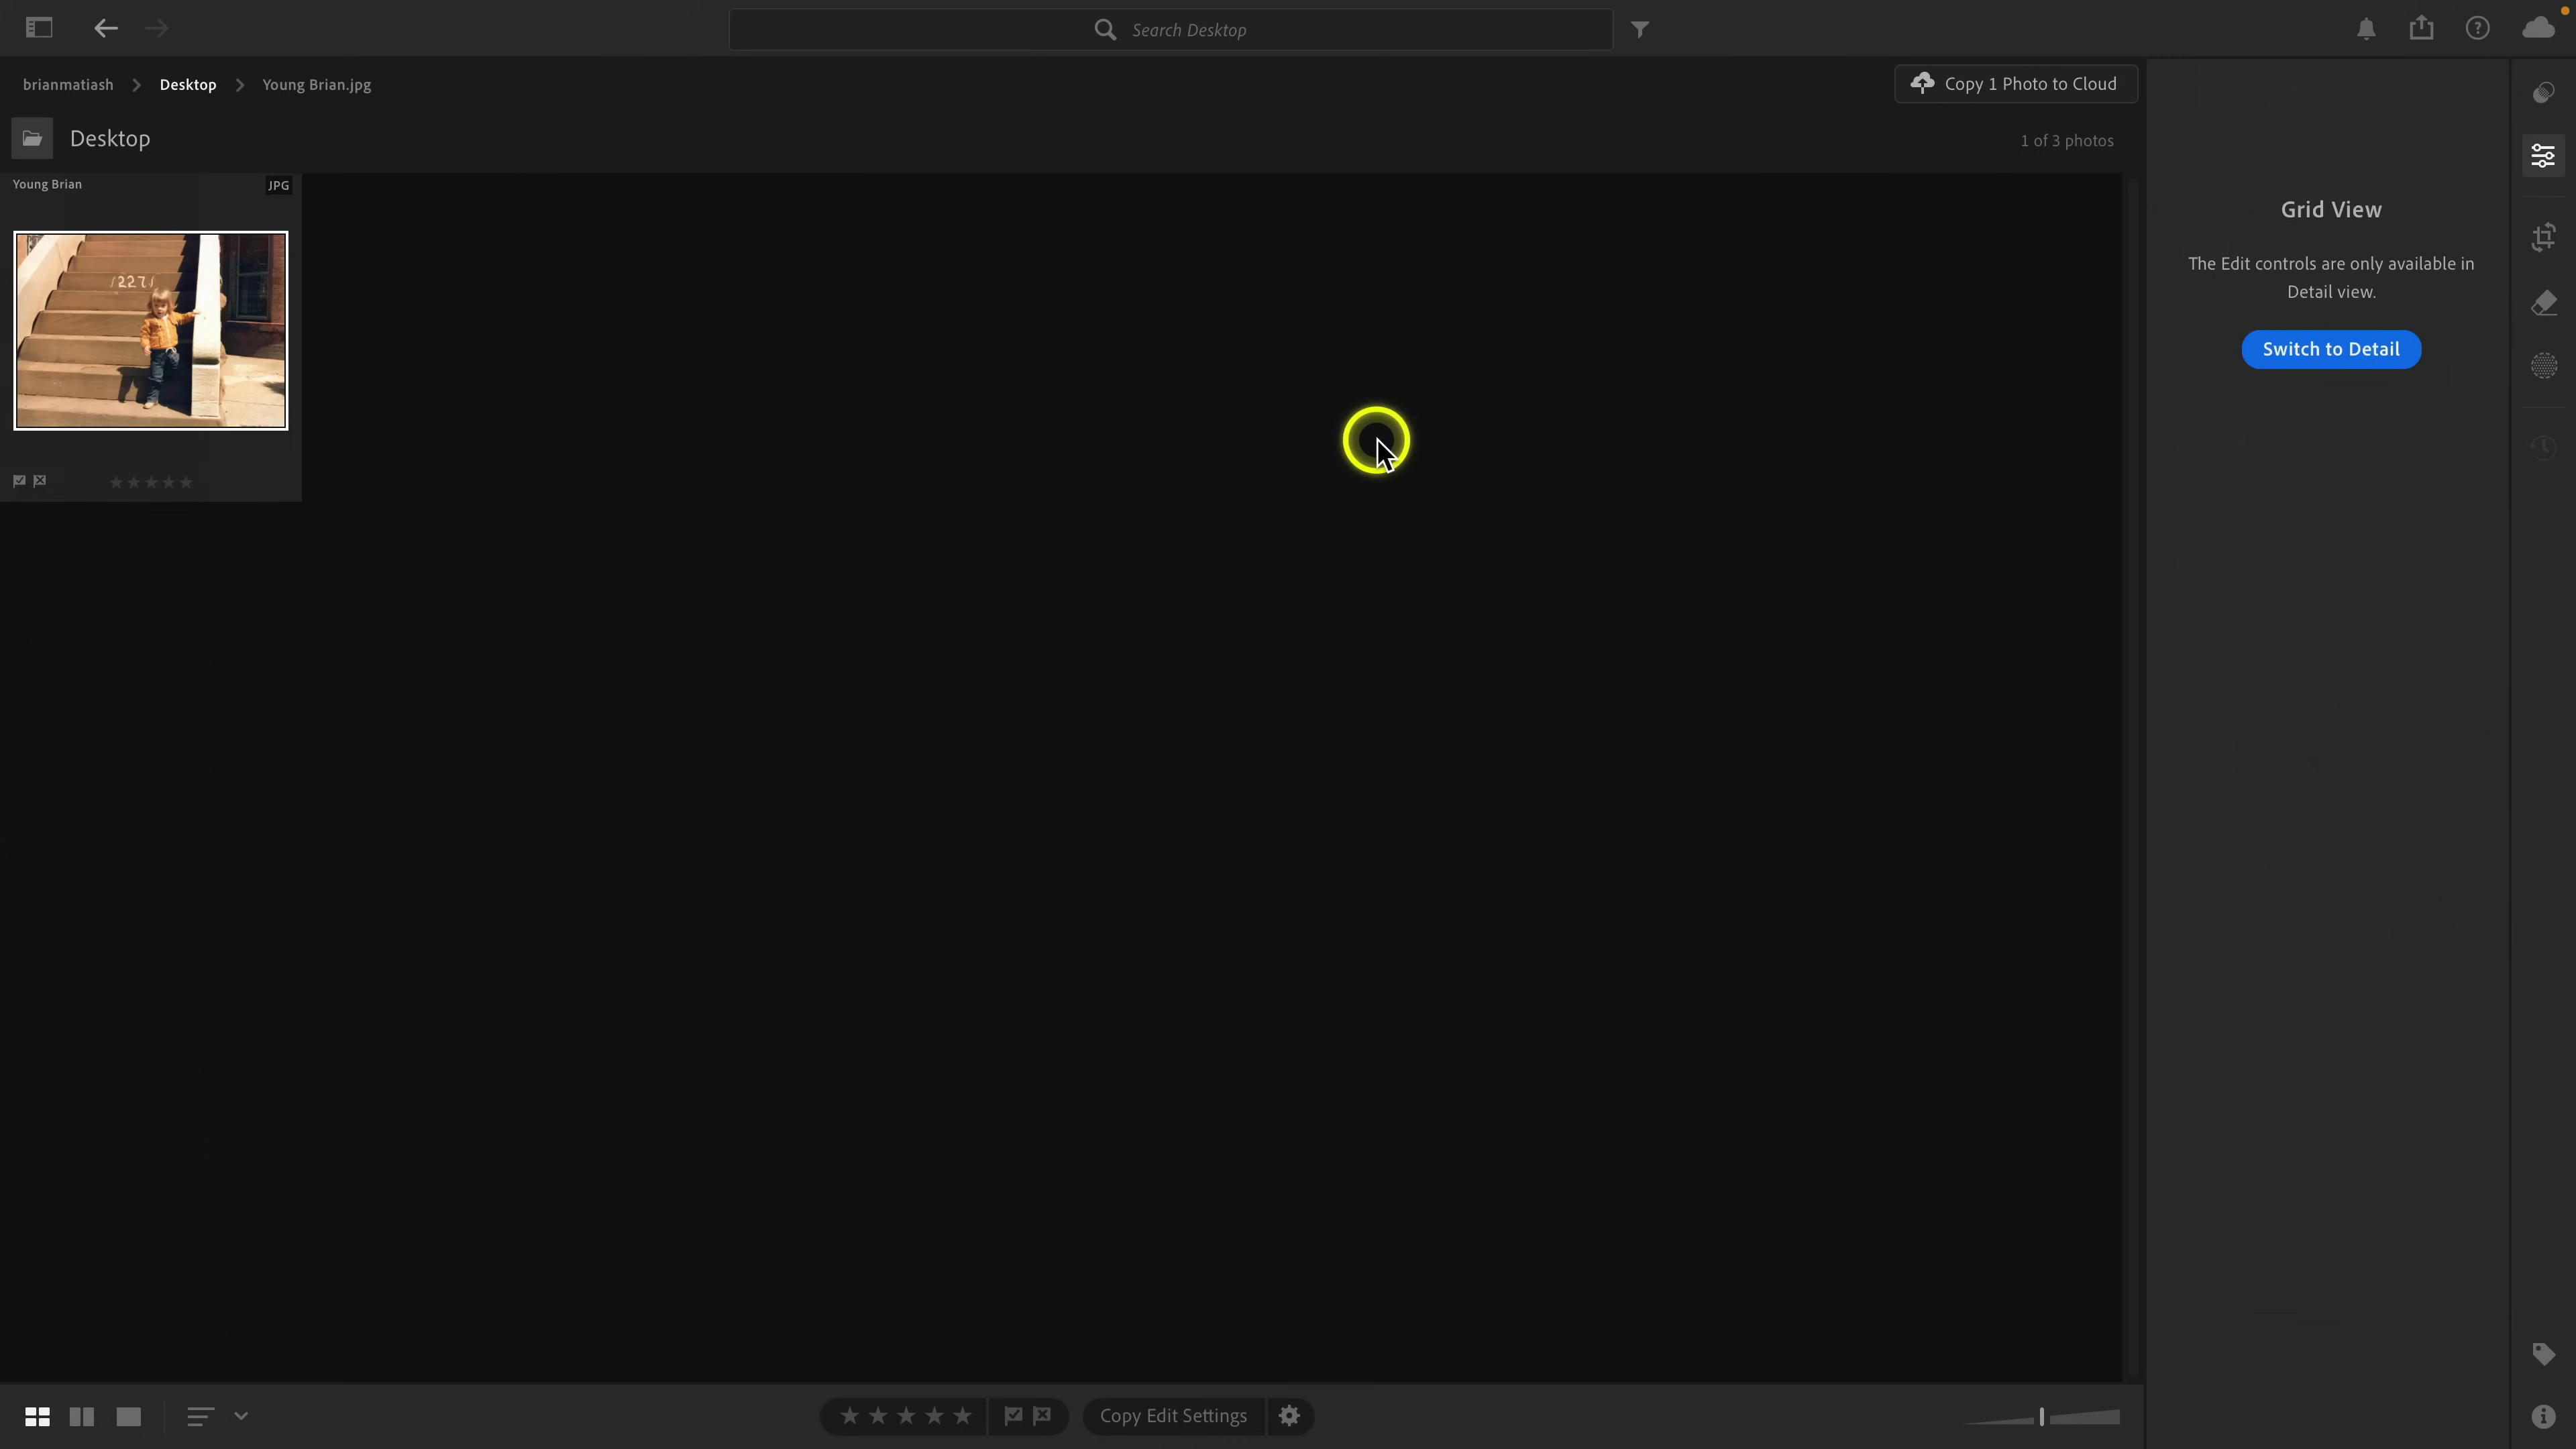 Search Desktop
brianmatiash > Desktop > Young Brian.jpg
Copy 1 Photo to Cloud
Desktop
1 of 3 photos
Young Brian
JPG
1227
Grid View
The Edit controls are only available in
Detail view.
Switch to Detail
Copy Edit Settings